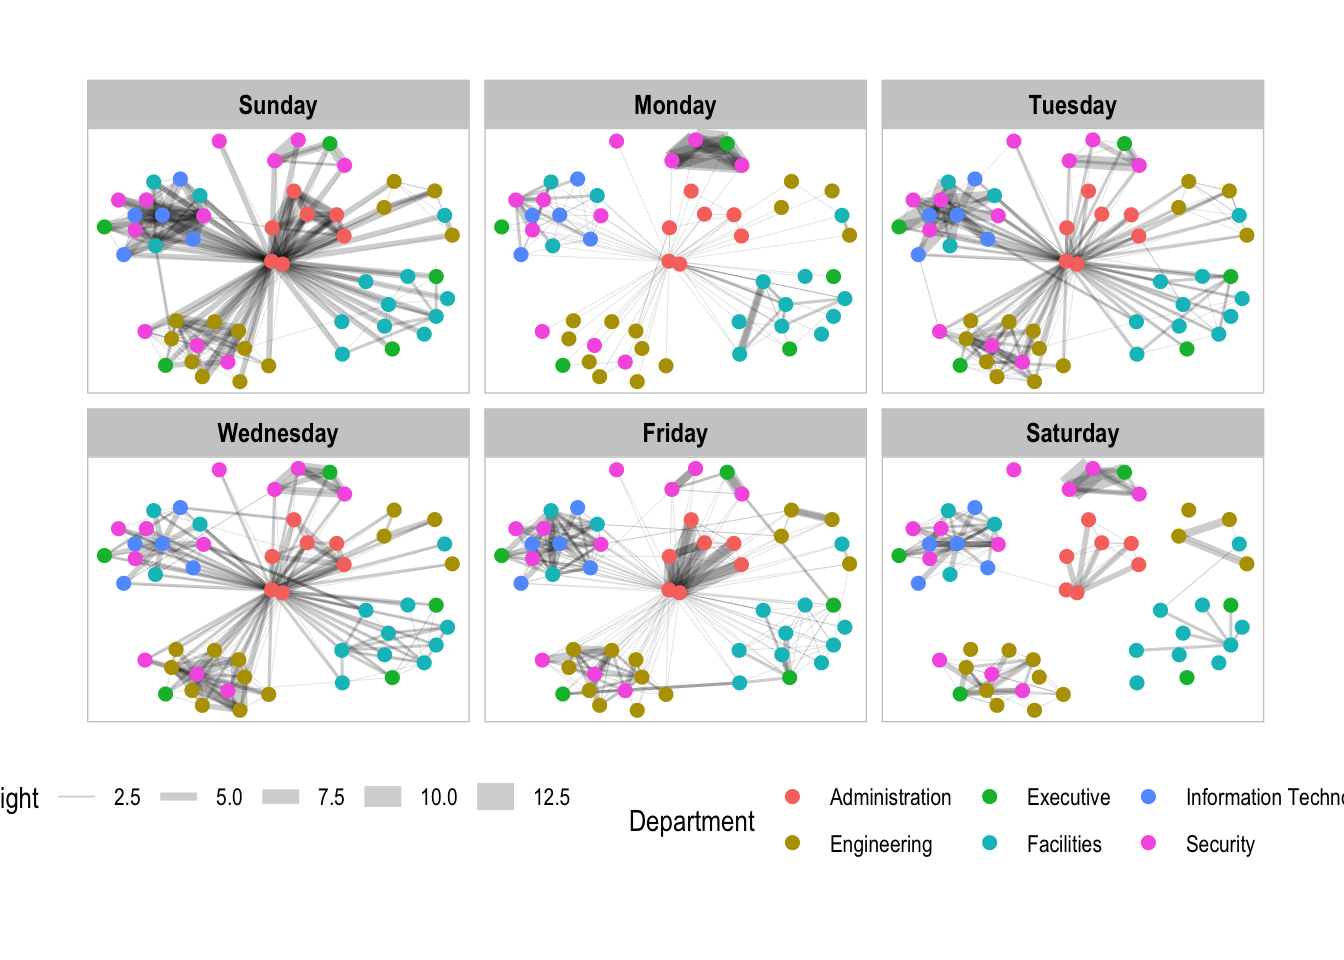 Sunday
Monday
Tuesday
Wednesday
Friday
Saturday
ight 2.5 5.0 7.5 10.0 12.5
Department
Administration Executive Information Techno
Engineering Facilities Security